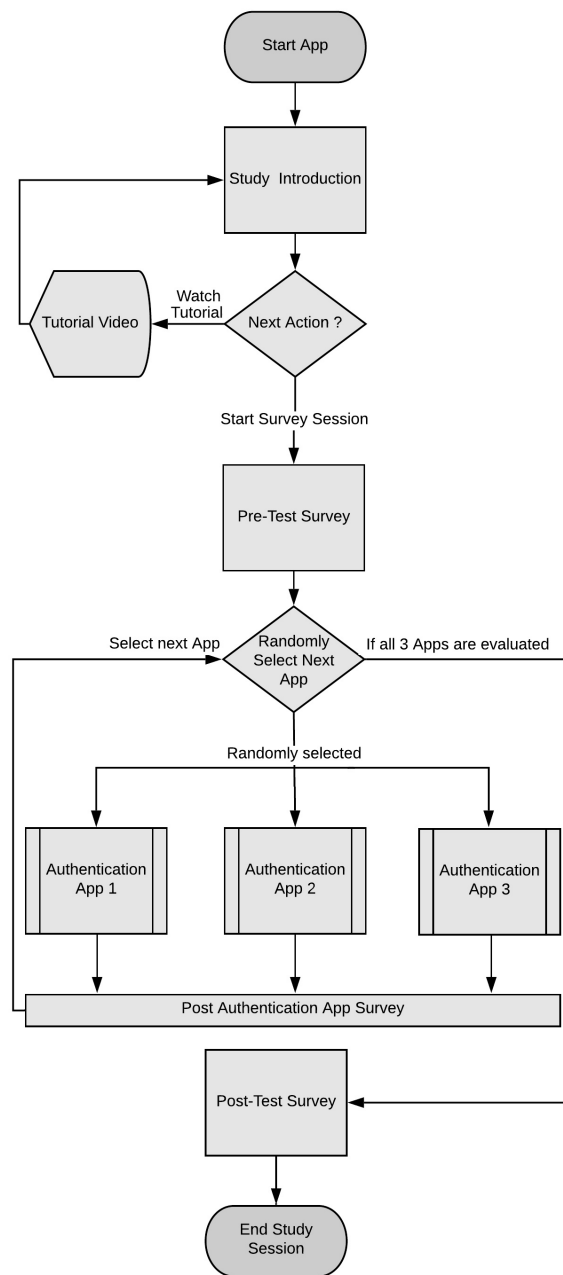 Start App
Study Introduction
Watch
Tutorial
Tutorial Video
Next Action ?
Start Survey Session
Pre-Test Survey
Select next App
Randomly
Select Next
App
If all 3 Apps are evaluated
Randomly selected
Authentication
App 1
Authentication
App 2
Authentication
App 3
Post Authentication App Survey
Post-Test Survey
End Study
Session